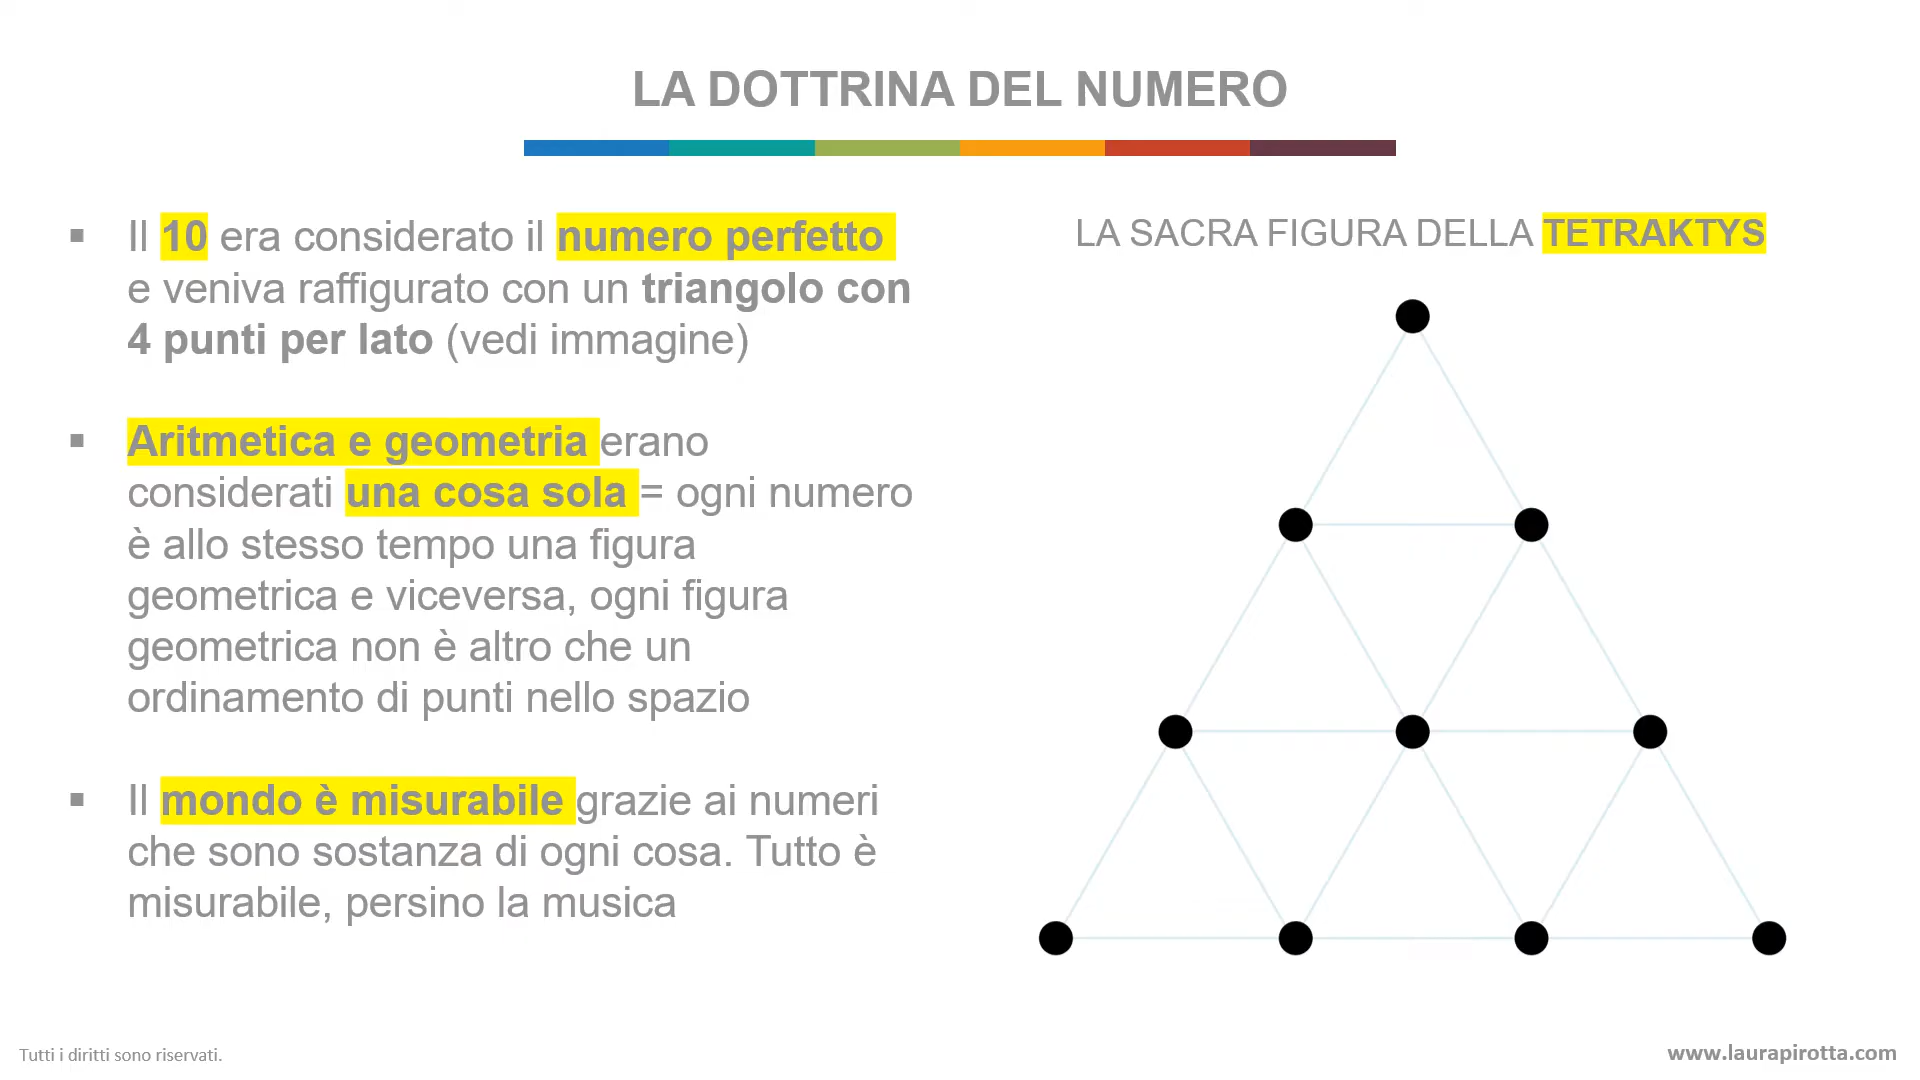 LA DOTTRINA DEL NUMERO
▪ Il 10 era considerato il numero perfetto
e veniva raffigurato con un triangolo con
4 punti per lato (vedi immagine)
▪ Aritmetica e geometria erano
considerati una cosa sola = ogni numero
è allo stesso tempo una figura
geometrica e viceversa, ogni figura
geometrica non è altro che un
ordinamento di punti nello spazio
▪ Il mondo è misurabile grazie ai numeri
che sono sostanza di ogni cosa. Tutto è
misurabile, persino la musica
LA SACRA FIGURA DELLA TETRAKTYS
Tutti i diritti sono riservati.
www.laurapirotta.com